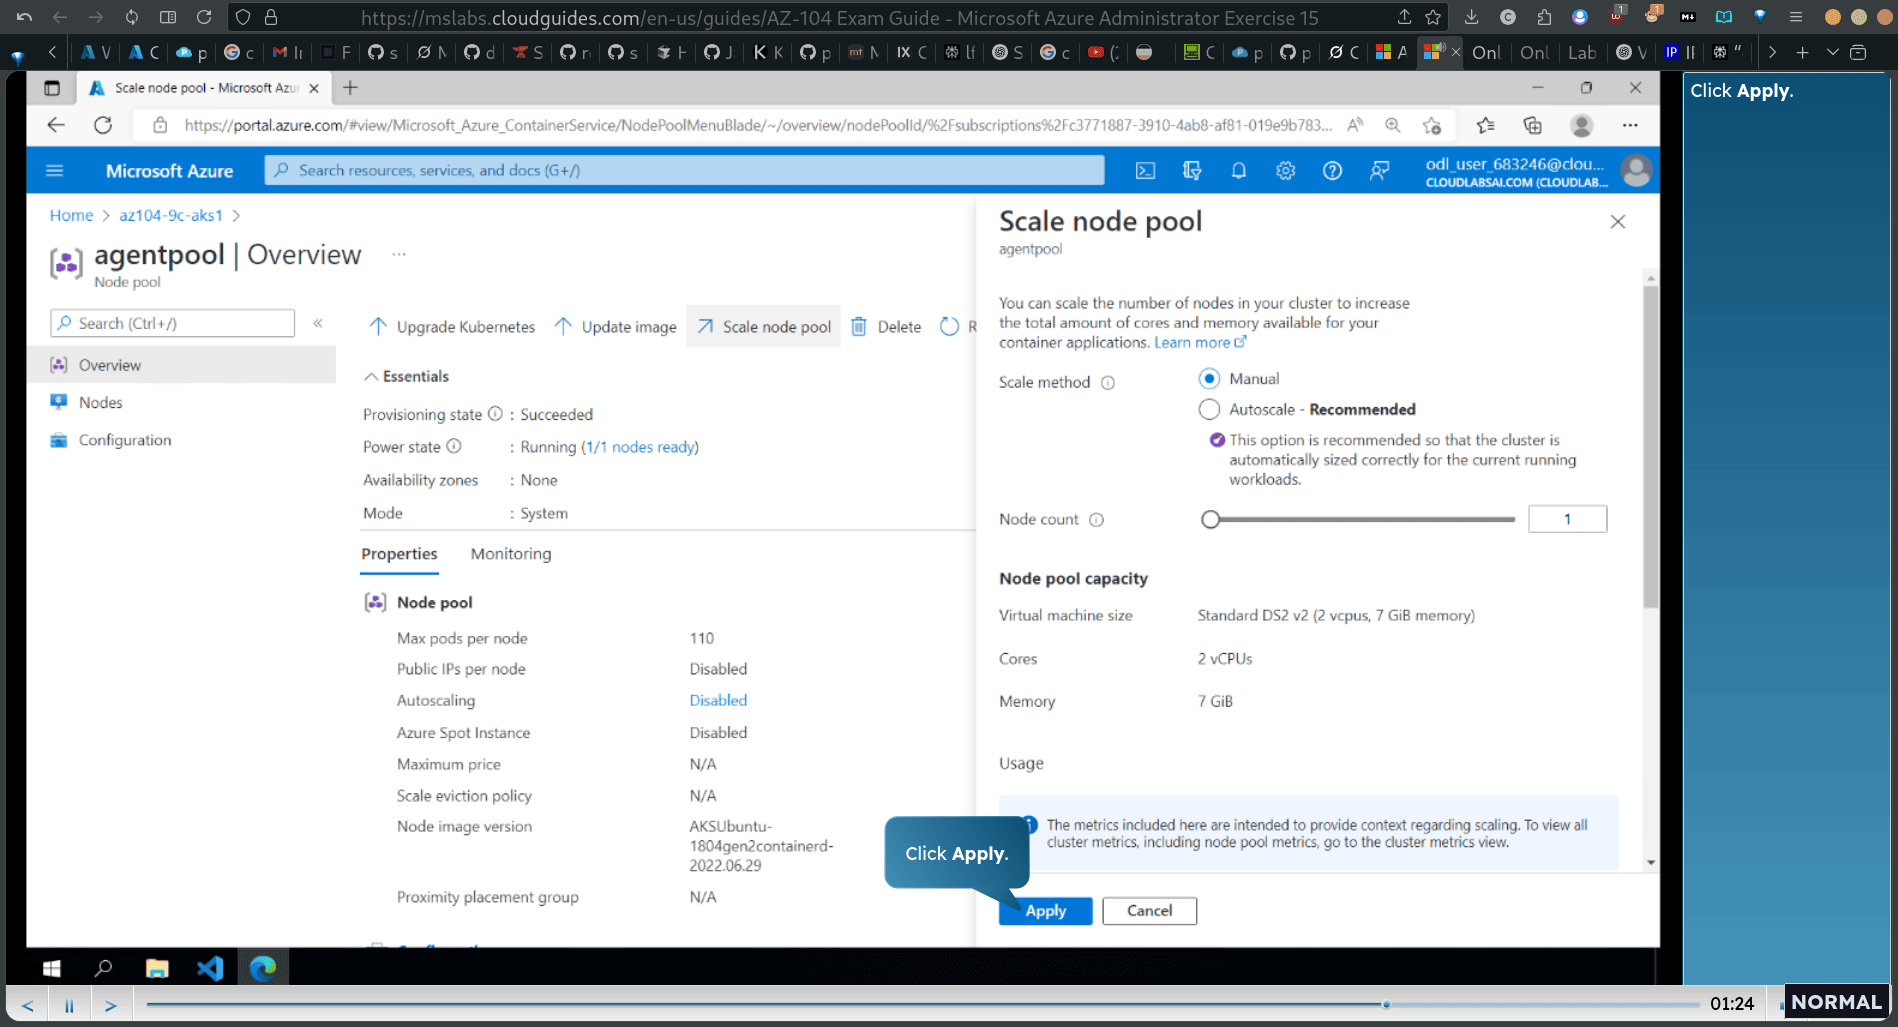 https://mslabs.cloudguides.com/en-us/guides/AZ-104 Exam Guide - Microsoft Azure Administrator Exercise 15
Scale node pool - Microsoft Azu
https://portal.azure.com/#view/Microsoft_Azure_ContainerService/NodePoolMenuBlade/~/overview/nodePoolId/%2Fsubscriptions%2Fc3771887-3910-4ab8-af81-019e9b783...
Microsoft Azure
Search resources, services, and docs (G+/)
odl_user_683246@clou...
CLOUDLABSAI.COM (CLOUDLAB...
Home > az104-9c-aks1 >
agentpool | Overview ...
Node pool
Search (Ctrl+/)
«
Overview
Nodes
Configuration
Upgrade Kubernetes
Update image
Scale node pool
Delete
R
Essentials
Provisioning state : Succeeded
Power state : Running (1/1 nodes ready)
Availability zones : None
Mode : System
Properties
Monitoring
Node pool
Max pods per node 110
Public IPs per node Disabled
Autoscaling Disabled
Azure Spot Instance Disabled
Maximum price N/A
Scale eviction policy N/A
Node image version AKSUbuntu-
1804gen2containerd-
2022.06.29
Proximity placement group N/A
Scale node pool
agentpool
You can scale the number of nodes in your cluster to increase
the total amount of cores and memory available for your
container applications. Learn more
Scale method
Manual
Autoscale - Recommended
This option is recommended so that the cluster is
automatically sized correctly for the current running
workloads.
Node count 1
Node pool capacity
Virtual machine size Standard DS2 v2 (2 vcpus, 7 GiB memory)
Cores 2 vCPUs
Memory 7 GiB
Usage
The metrics included here are intended to provide context regarding scaling. To view all
cluster metrics, including node pool metrics, go to the cluster metrics view.
Click Apply.
Apply
Cancel
Click Apply.
01:24
NORMAL